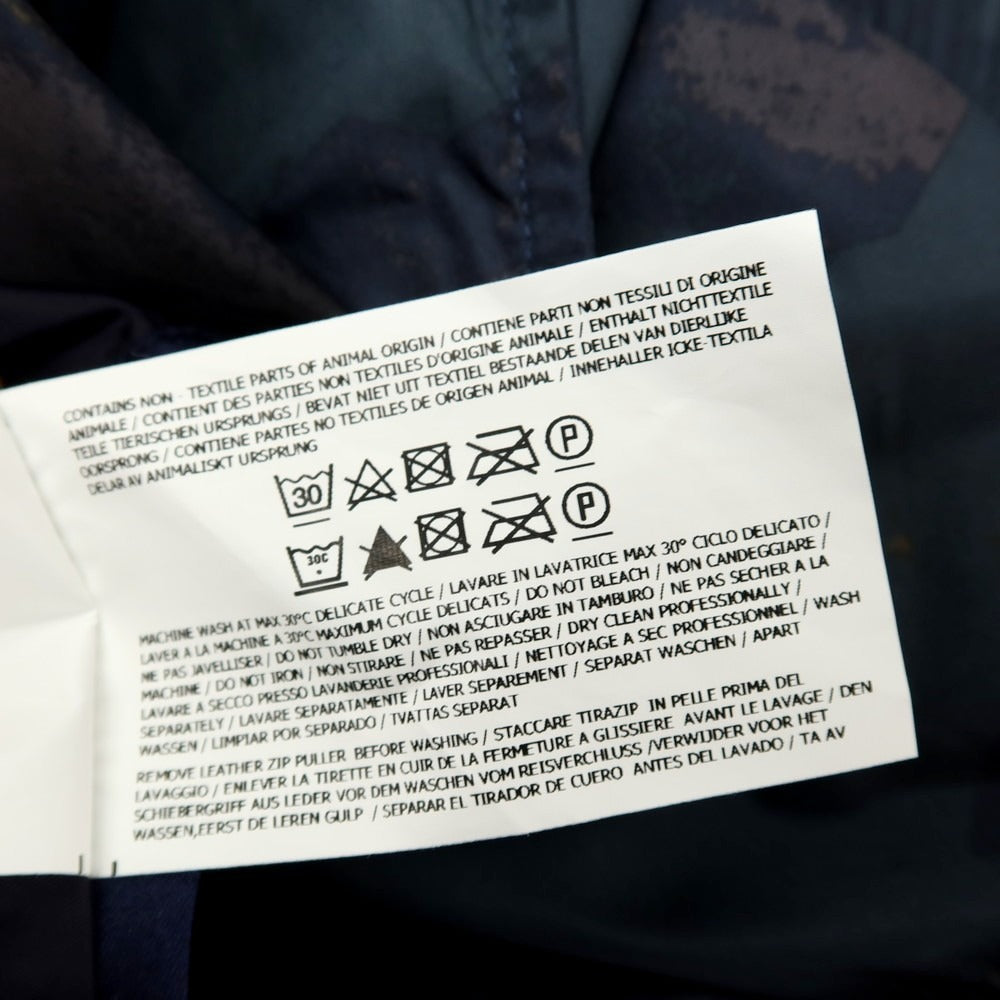 CONTAINS NON - TEXTILE PARTS OF ANIMAL ORIGIN / CONTIENE PARTI NON TESSILI DI ORIGINE
ANIMALE / CONTIENT DES PARTIES NON TEXTILES D'ORIGINE ANIMALE / ENTHALT NICHTTEXTILE
TEILE TIERISCHEN URSPRUNGS / BEVAT NIET UIT TEXTIEL BESTAANDE DELEN VAN DIERLIJKE
OORSPRONG / CONTIENE PARTES NO TEXTILES DE ORIGEN ANIMAL / INNEHALLER ICKE-TEXTILA
DELAR AV ANIMALISKT URSPRUNG
30 P
30C P
MACHINE WASH AT MAX 30°C DELICATE CYCLE / LAVARE IN LAVATRICE MAX 30° CICLO DELICATO /
LAVER A LA MACHINE A 30°C MAXIMUM CYCLE DELICATS / DO NOT BLEACH / NON CANDEGGIARE /
NE PAS JAVELLISER / DO NOT TUMBLE DRY / NON ASCIUGARE IN TAMBURO / NE PAS SECHER A LA
MACHINE / DO NOT IRON / NON STIRARE / NE PAS REPASSER / DRY CLEAN PROFESSIONALLY /
LAVARE A SECCO PRESSO LAVANDERIE PROFESSIONALI / NETTOYAGE A SEC PROFESSIONNEL / WASH
SEPARATELY / LAVARE SEPARATAMENTE / LAVER SEPAREMENT / SEPARAT WASCHEN / APART
WASSEN / LIMPIAR POR SEPARADO / TVATTAS SEPARAT
REMOVE LEATHER ZIP PULLER BEFORE WASHING / STACCARE TIRAZIP IN PELLE PRIMA DEL
LAVAGGIO / ENLEVER LA TIRETTE EN CUIR DE LA FERMETURE A GLISSIERE AVANT LE LAVAGE / DEN
SCHIEBERGRIFF AUS LEDER VOR DEM WASCHEN VOM REISVERCHLUSS /VERWIJDER VOOR HET
WASSEN,EERST DE LEREN GULP / SEPARAR EL TIRADOR DE CUERO ANTES DEL LAVADO / TA AV